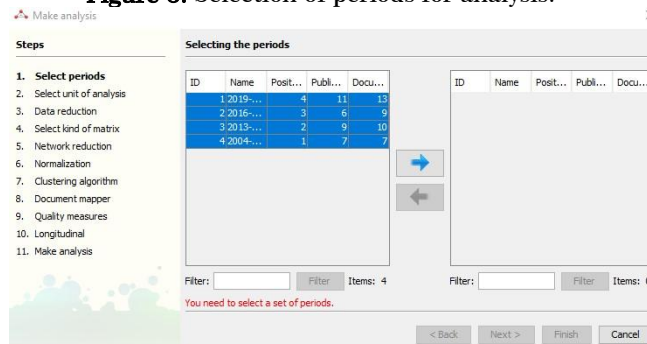 Figure 6. Selection of periods for analysis.
Make analysis
Steps
Selecting the periods
1. Select periods
2. Select unit of analysis
3. Data reduction
4. Select kind of matrix
5. Network reduction
6. Normalization
7. Clustering algorithm
8. Document mapper
9. Quality measures
10. Longitudinal
11. Make analysis
ID Name Posit... Publi... Docu...
1 2019-... 4 11 13
2 2016-... 3 6 9
3 2013-... 2 9 10
4 2004-... 1 7 7
ID Name Posit... Publi... Docu...
Filter: Filter Items: 4
Filter: Filter Items:
You need to select a set of periods.
< Back Next > Finish Cancel